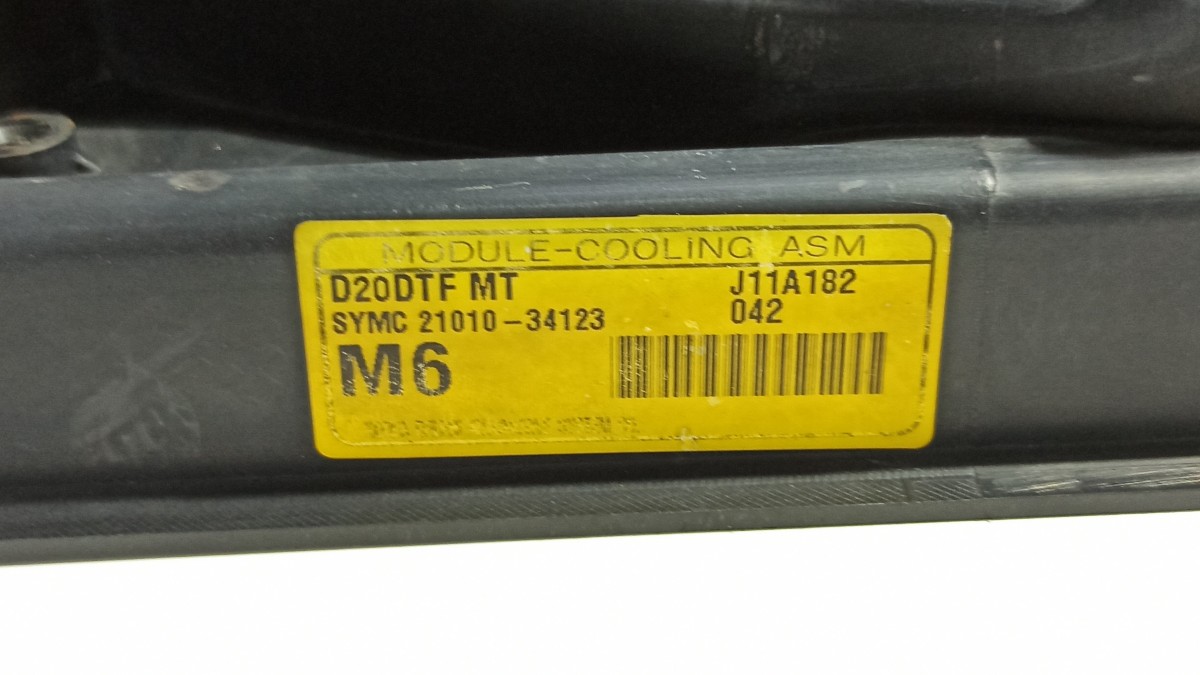 MODULE-COOLING ASM
D20DTF MT J11A182
SYMC 21010-34123 042
M6